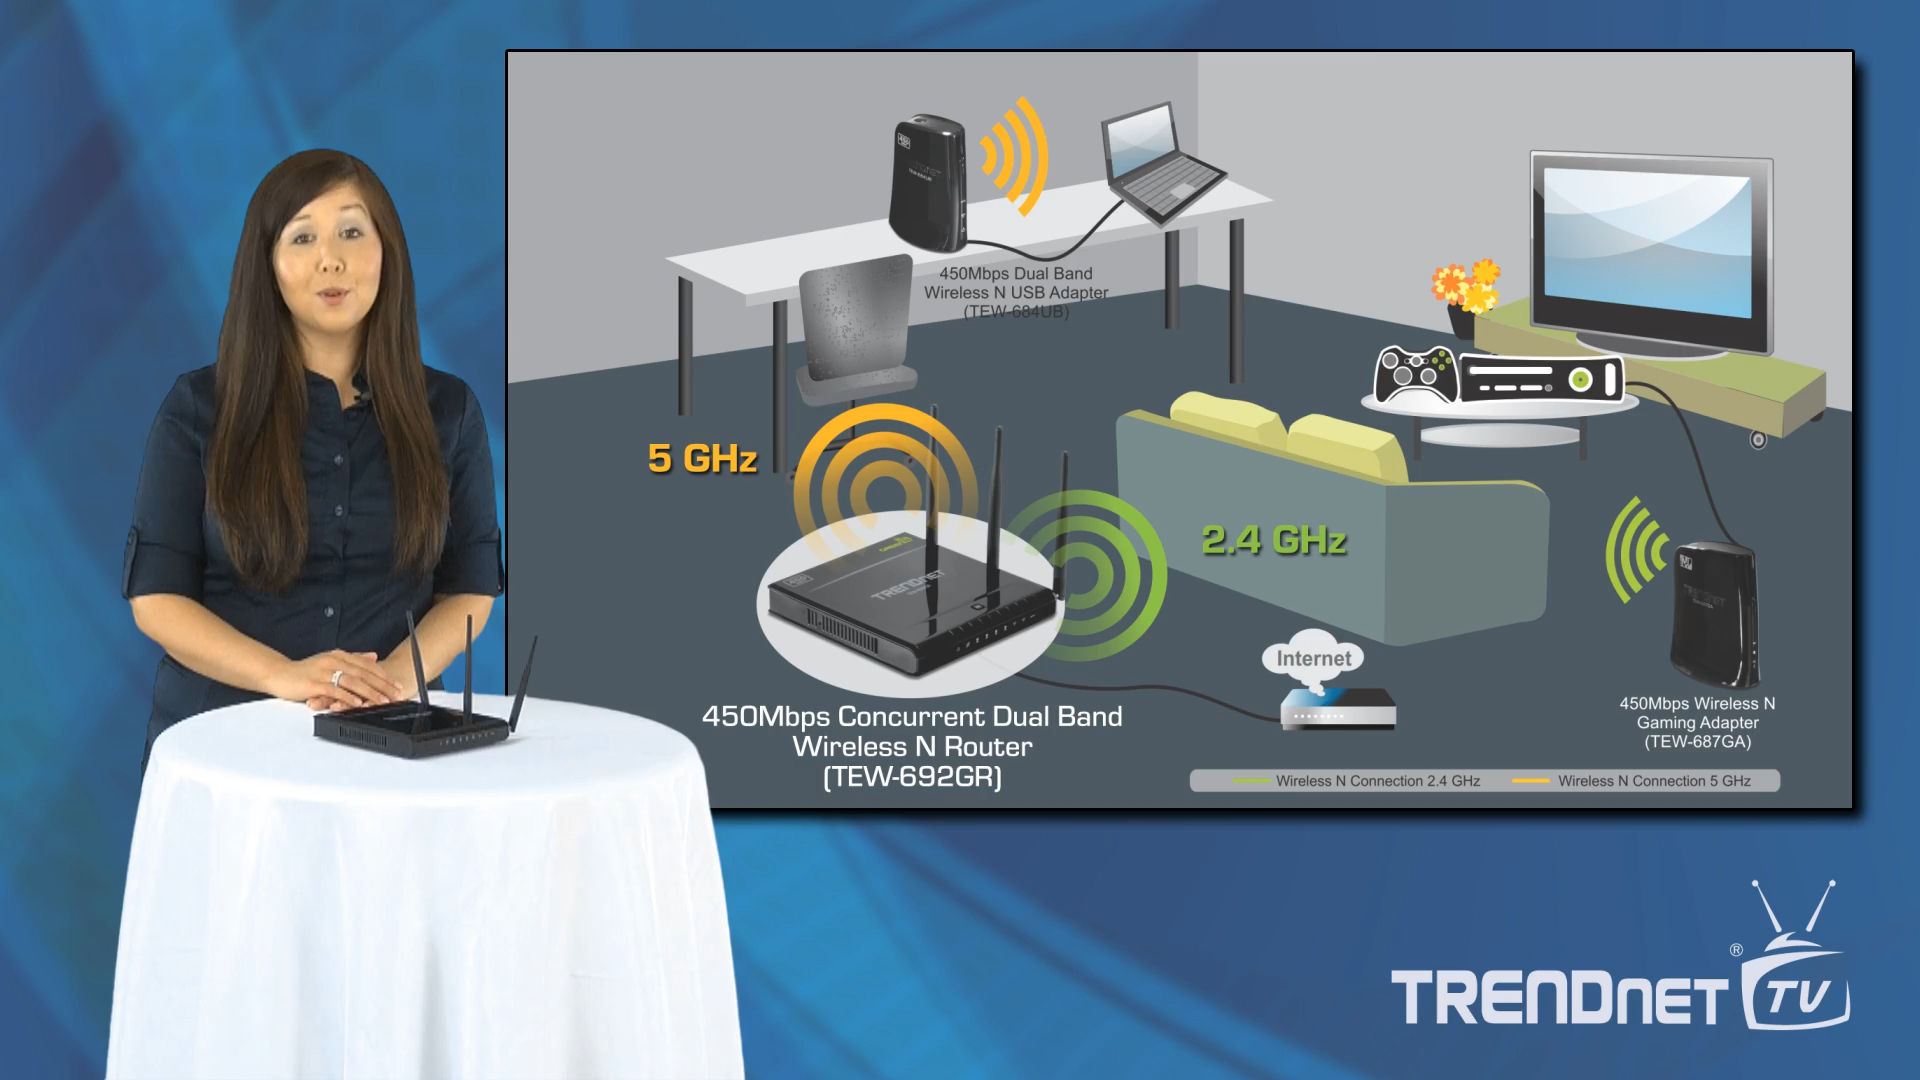 450Mbps Dual Band
Wireless N USB Adapter
(TEW-684UB)
5 GHz
2.4 GHz
TRENDnet
Internet
450Mbps Concurrent Dual Band
Wireless N Router
(TEW-692GR)
450Mbps Wireless N
Gaming Adapter
(TEW-687GA)
Wireless N Connection 2.4 GHz
Wireless N Connection 5 GHz
TRENDNET® TV